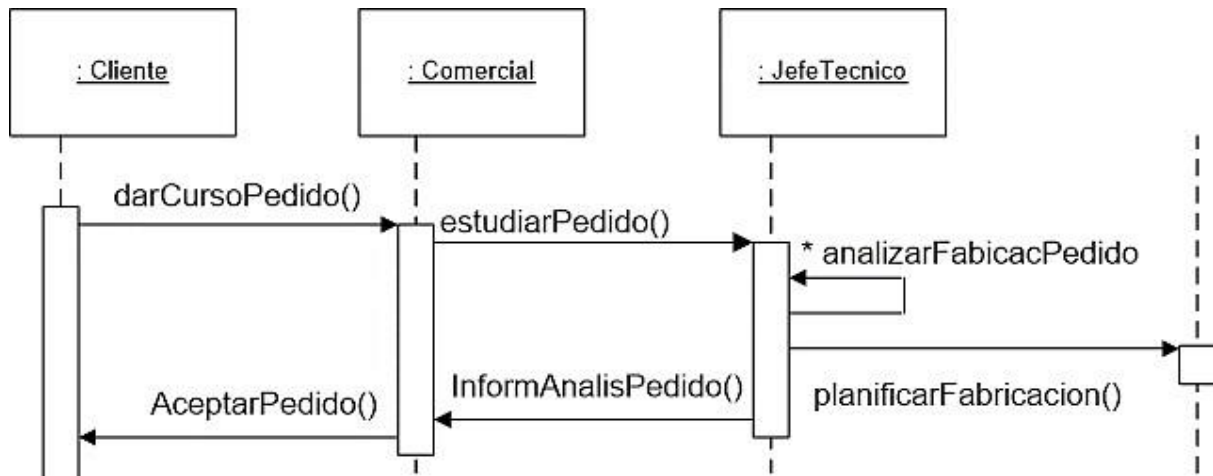 : Cliente
: Comercial
: JefeTecnico
darCursoPedido()
estudiarPedido()
* analizarFabicacPedido
planificarFabricacion()
InformAnalisPedido()
AceptarPedido()